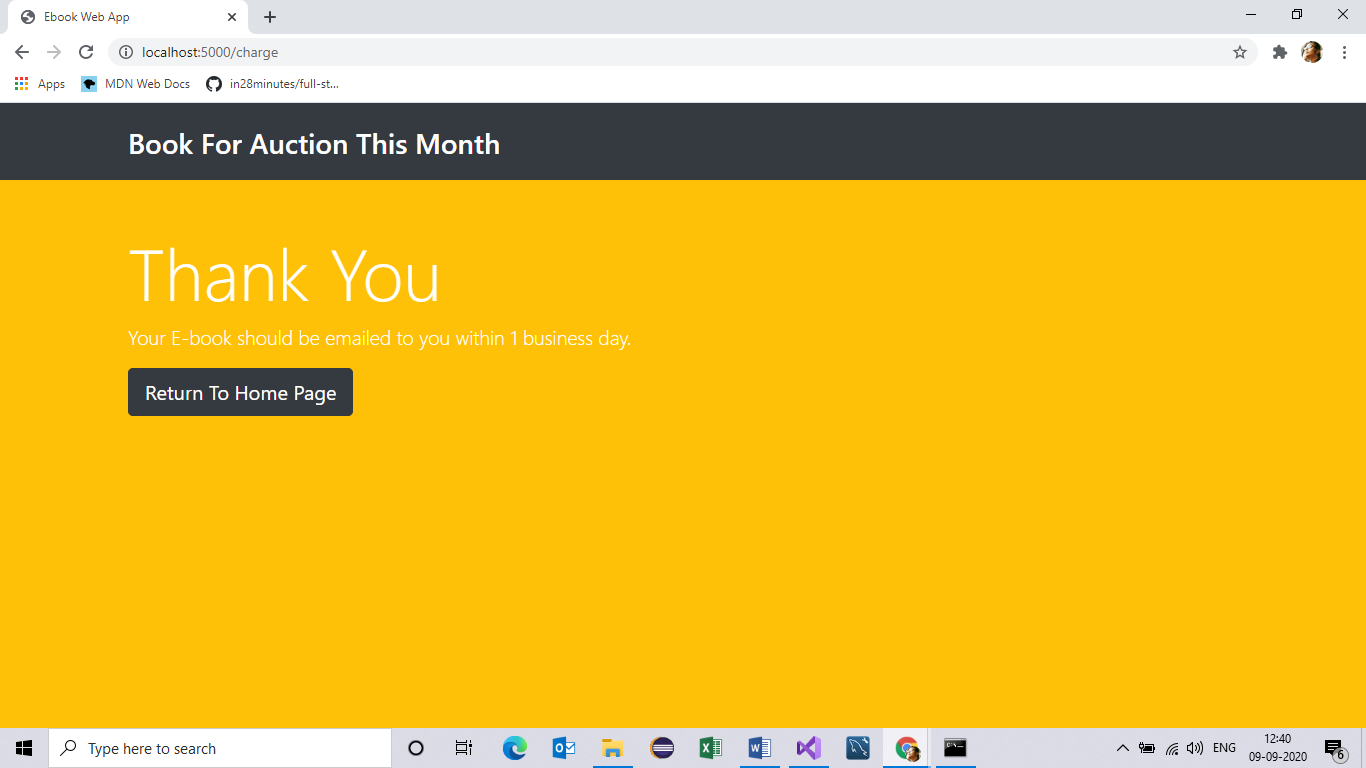 Ebook Web App
localhost:5000/charge
Apps
MDN Web Docs
in28minutes/full-st...
Book For Auction This Month
Thank You
Your E-book should be emailed to you within 1 business day.
Return To Home Page
Type here to search
ENG
12:40
09-09-2020
6